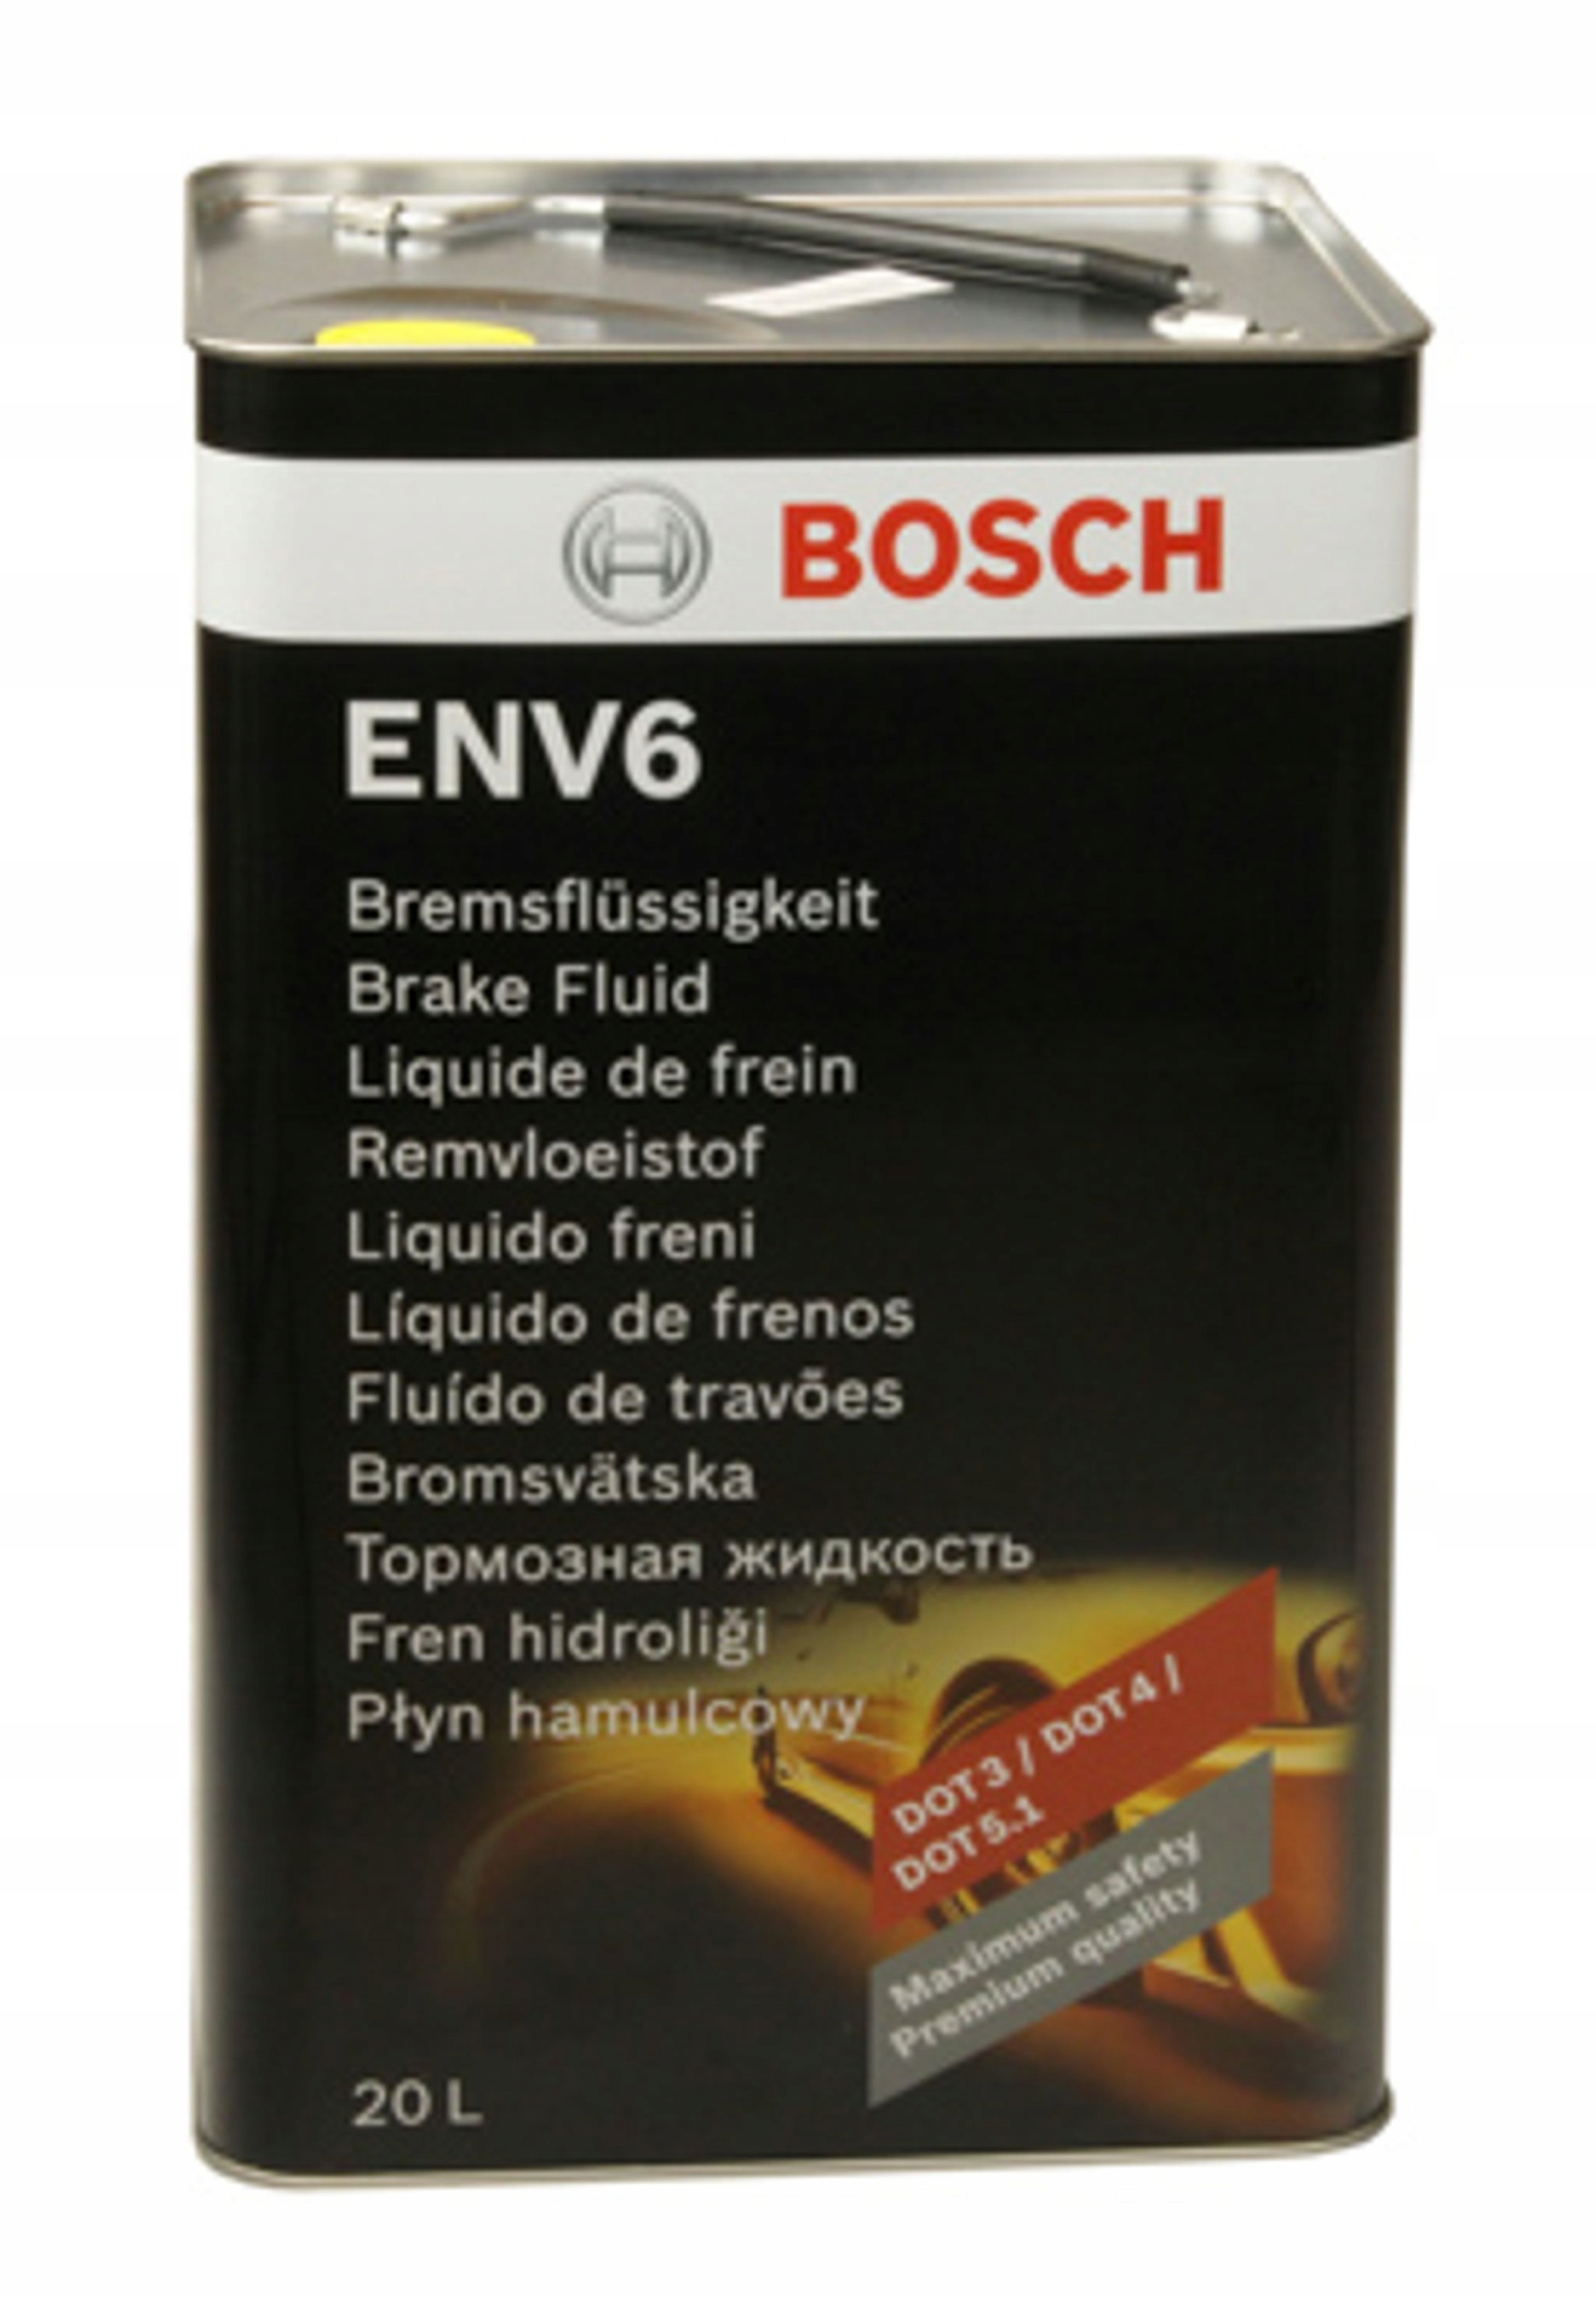 BOSCH
ENV6
Bremsflüssigkeit
Brake Fluid
Liquide de frein
Remvloeistof
Liquido freni
Líquido de frenos
Fluído de travões
Bromsvätska
Тормозная жидкость
Fren hidroliği
Płyn hamulcowy
DOT 3 / DOT 4 /
DOT 5.1
Maximum safety
Premium quality
20 L